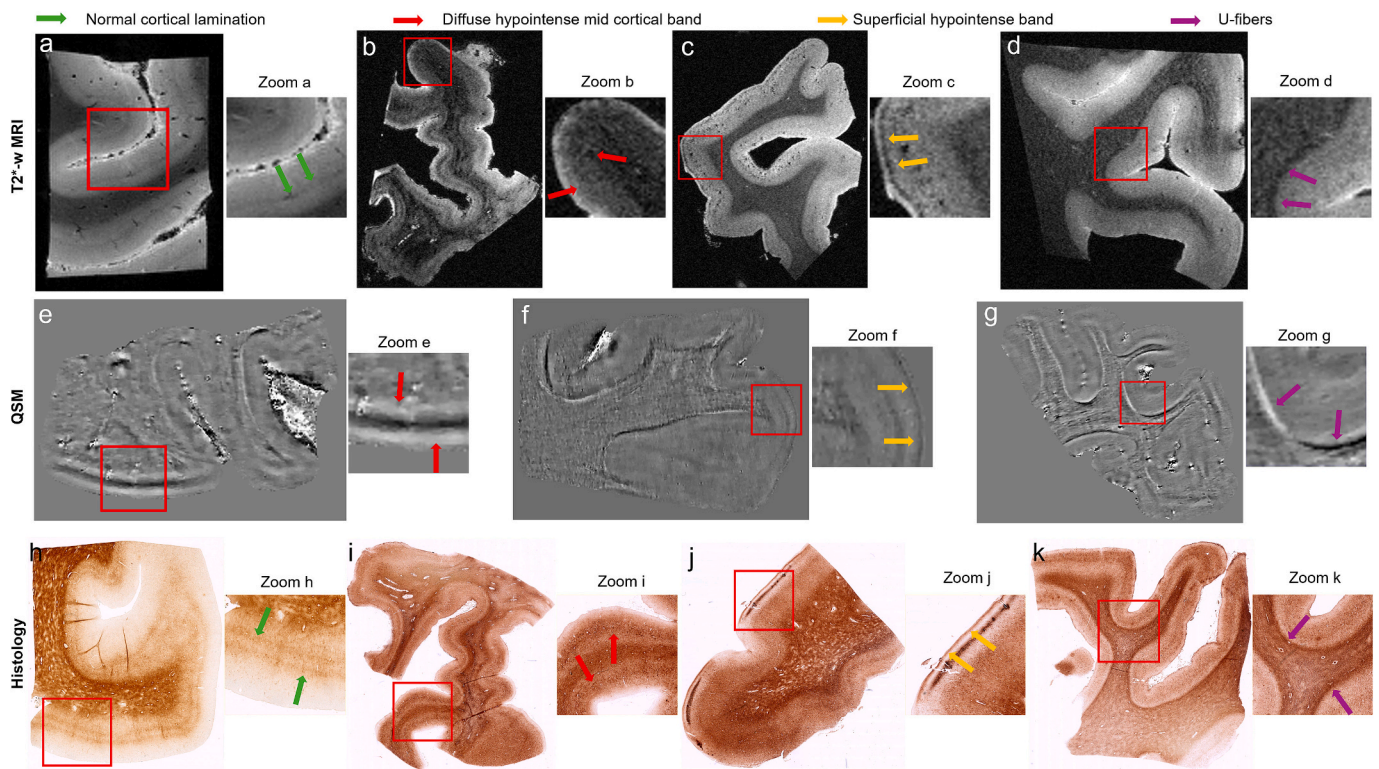 Normal cortical lamination
Diffuse hypointense mid cortical band
Superficial hypointense band
U-fibers
T2*-w MRI
a
Zoom a
b
Zoom b
c
Zoom c
d
Zoom d
QSM
e
Zoom e
f
Zoom f
g
Zoom g
Histology
h
Zoom h
i
Zoom i
j
Zoom j
k
Zoom k